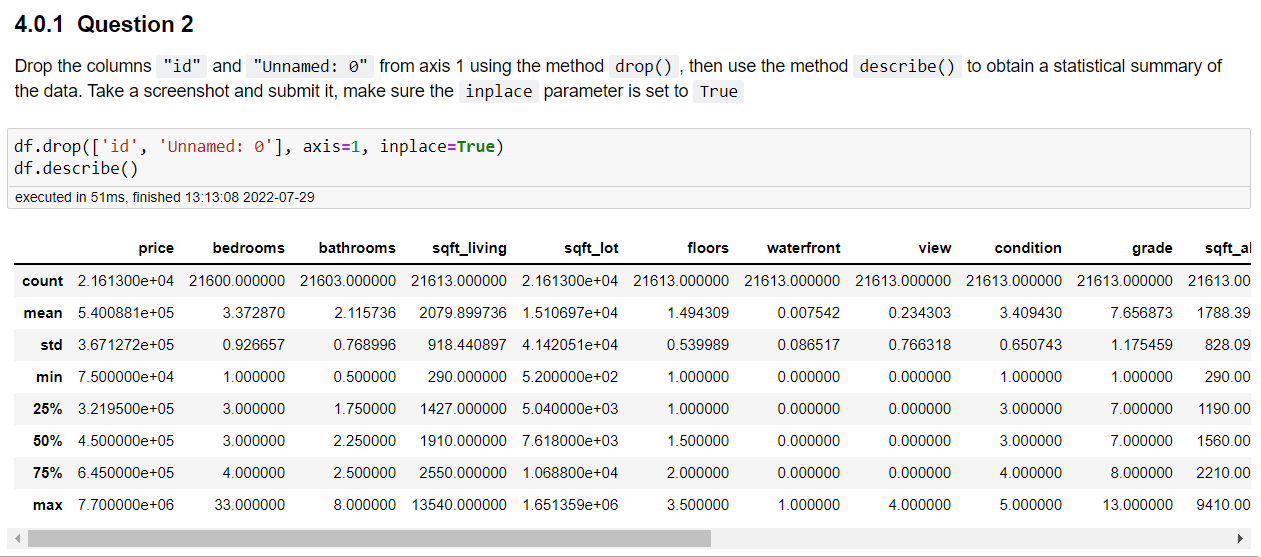 4.0.1 Question 2
Drop the columns "id" and "Unnamed: 0" from axis 1 using the method drop() , then use the method describe() to obtain a statistical summary of
the data. Take a screenshot and submit it, make sure the inplace parameter is set to True
df.drop(['id', 'Unnamed: 0'], axis=1, inplace=True)
df.describe()
executed in 51ms, finished 13:13:08 2022-07-29
price bedrooms bathrooms sqft_living sqft_lot floors waterfront view condition grade sqft_al
count 2.161300e+04 21600.000000 21603.000000 21613.000000 2.161300e+04 21613.000000 21613.000000 21613.000000 21613.000000 21613.000000 21613.00
mean 5.400881e+05 3.372870 2.115736 2079.899736 1.510697e+04 1.494309 0.007542 0.234303 3.409430 7.656873 1788.39
std 3.671272e+05 0.926657 0.768996 918.440897 4.142051e+04 0.539989 0.086517 0.766318 0.650743 1.175459 828.09
min 7.500000e+04 1.000000 0.500000 290.000000 5.200000e+02 1.000000 0.000000 0.000000 1.000000 1.000000 290.00
25% 3.219500e+05 3.000000 1.750000 1427.000000 5.040000e+03 1.000000 0.000000 0.000000 3.000000 7.000000 1190.00
50% 4.500000e+05 3.000000 2.250000 1910.000000 7.618000e+03 1.500000 0.000000 0.000000 3.000000 7.000000 1560.00
75% 6.450000e+05 4.000000 2.500000 2550.000000 1.068800e+04 2.000000 0.000000 0.000000 4.000000 8.000000 2210.00
max 7.700000e+06 33.000000 8.000000 13540.000000 1.651359e+06 3.500000 1.000000 4.000000 5.000000 13.000000 9410.00